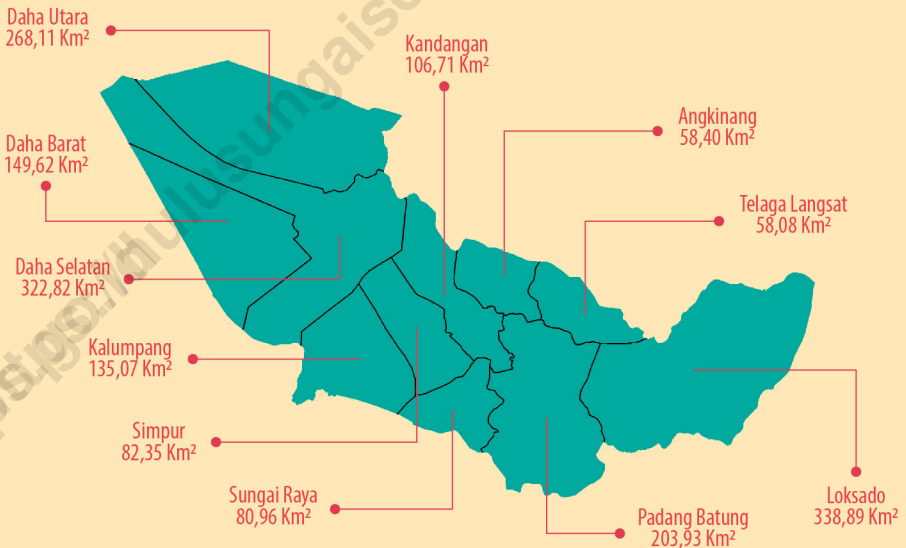 Daha Utara
268,11 Km²
Kandangan
106,71 Km²
Angkinang
58,40 Km²
Daha Barat
149,62 Km²
Telaga Langsat
58,08 Km²
Daha Selatan
322,82 Km²
Kalumpang
135,07 Km²
Simpur
82,35 Km²
Sungai Raya
80,96 Km²
Padang Batung
203,93 Km²
Loksado
338,89 Km²